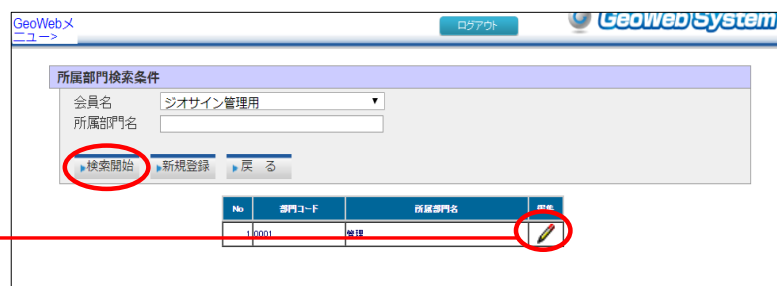 GeoWebメ
ニュー>
ログアウト
GeoWeb System
所属部門検索条件
会員名 ジオサイン管理用 ▼
所属部門名
▶検索開始 ▶新規登録 ▶戻 る
No 部門コード 所属部門名 編集
1 0001 管理